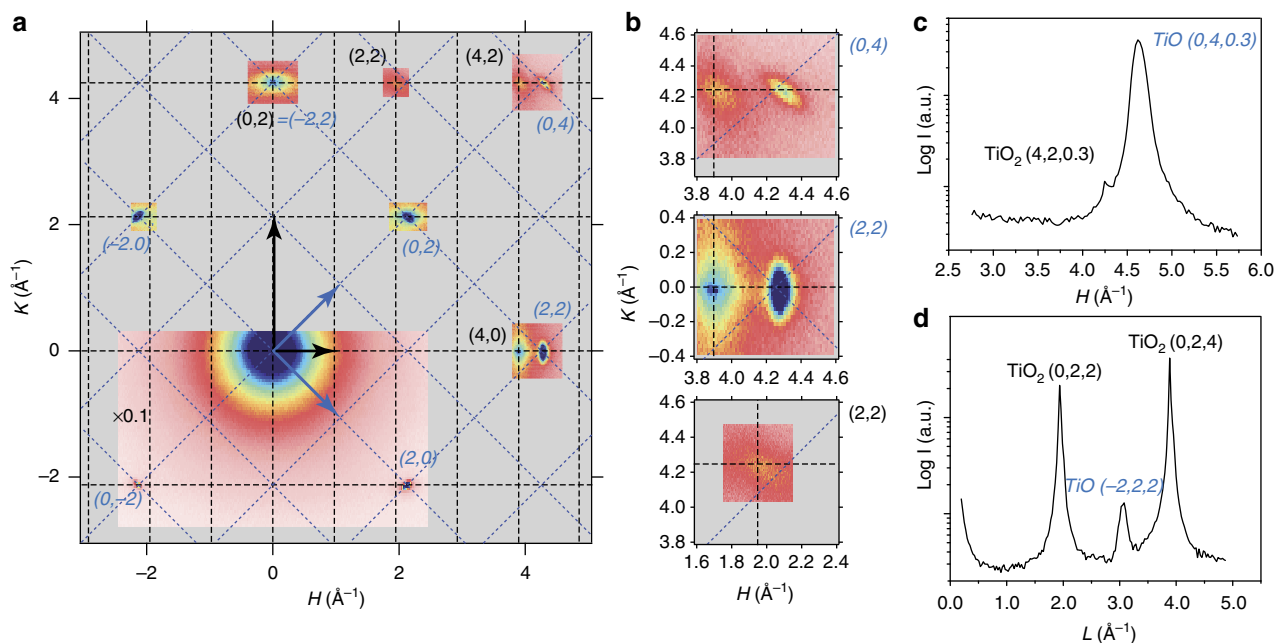 a
(2,2)
(4,2)
(0,2) =(–2,2)
(0,4)
(–2.0)
(0,2)
(2,2)
(4,0)
×0.1
(2,0)
(0,–2)
4
2
0
–2
K (Å–1)
–2
0
2
4
H (Å–1)
b
(0,4)
4.6
4.4
4.2
4.0
3.8
3.8 4.0 4.2 4.4 4.6
(2,2)
0.4
0.2
0.0
–0.2
–0.4
K (Å–1)
3.8 4.0 4.2 4.4 4.6
(2,2)
4.6
4.4
4.2
4.0
3.8
1.6 1.8 2.0 2.2 2.4
H (Å–1)
c
TiO (0,4,0.3)
TiO2 (4,2,0.3)
Log I (a.u.)
2.5 3.0 3.5 4.0 4.5 5.0 5.5 6.0
H (Å–1)
d
TiO2 (0,2,4)
TiO2 (0,2,2)
TiO (–2,2,2)
Log I (a.u.)
0.0 1.0 2.0 3.0 4.0 5.0
L (Å–1)